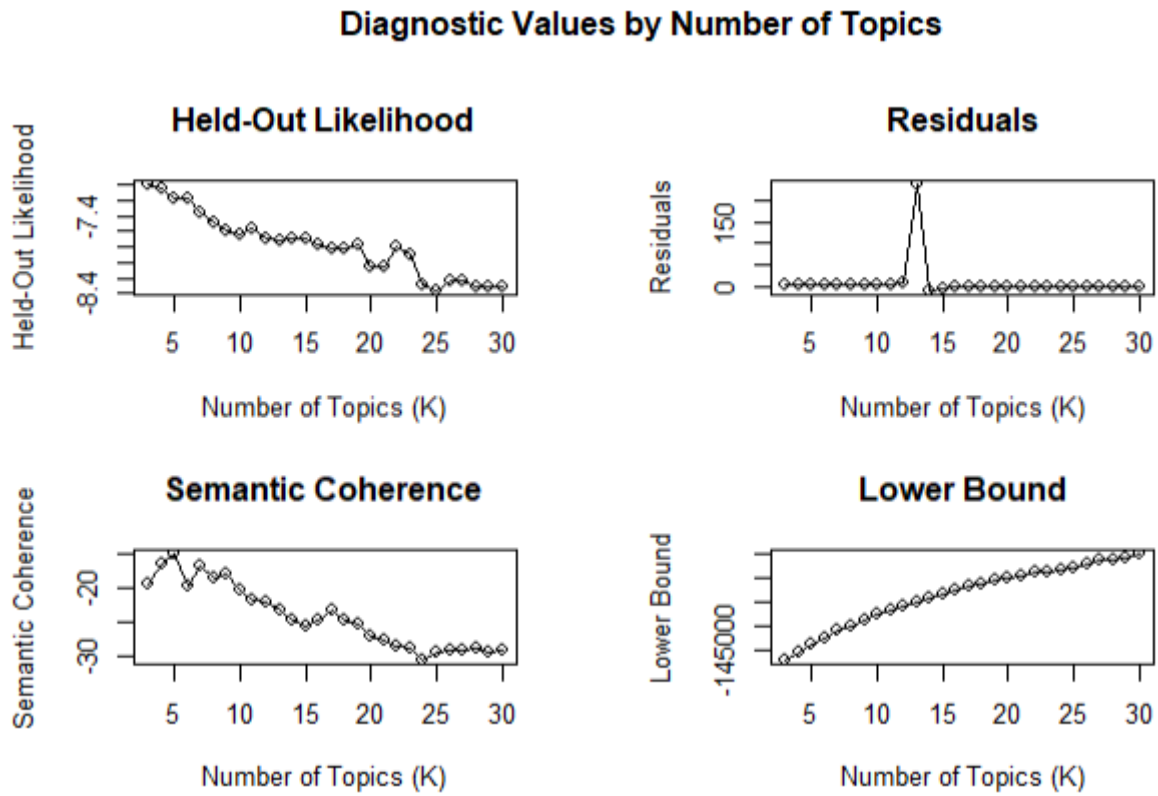 Diagnostic Values by Number of Topics
Held-Out Likelihood
Held-Out Likelihood
-7.4
-8.4
5 10 15 20 25 30
Number of Topics (K)
Residuals
Residuals
150
0
5 10 15 20 25 30
Number of Topics (K)
Semantic Coherence
Semantic Coherence
-20
-30
5 10 15 20 25 30
Number of Topics (K)
Lower Bound
Lower Bound
-145000
5 10 15 20 25 30
Number of Topics (K)